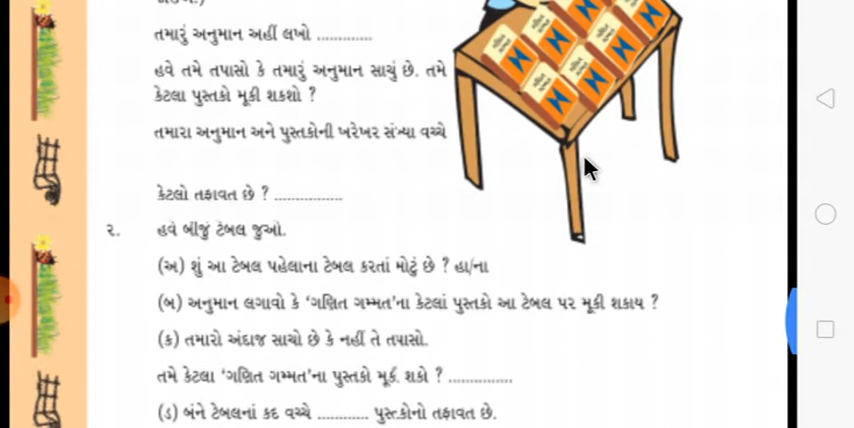 તમારું અનુમાન અહીં લખો .............
હવે તમે તપાસો કે તમારું અનુમાન સાચું છે. તમે
કેટલા પુસ્તકો મૂકી શકશો ?
તમારા અનુમાન અને પુસ્તકોની ખરેખર સંખ્યા વચ્ચે
કેટલો તફાવત છે ? ................
૨. હવે બીજું ટેબલ જુઓ.
(અ) શું આ ટેબલ પહેલાના ટેબલ કરતાં મોટું છે ? હા/ના
(બ) અનુમાન લગાવો કે ‘ગણિત ગમ્મત’ના કેટલાં પુસ્તકો આ ટેબલ પર મૂકી શકાય ?
(ક) તમારો અંદાજ સાચો છે કે નહીં તે તપાસો.
તમે કેટલા ‘ગણિત ગમ્મત’ના પુસ્તકો મૂકી શકો ? ...............
(ડ) બંને ટેબલનાં કદ વચ્ચે ............ પુસ્તકોનો તફાવત છે.